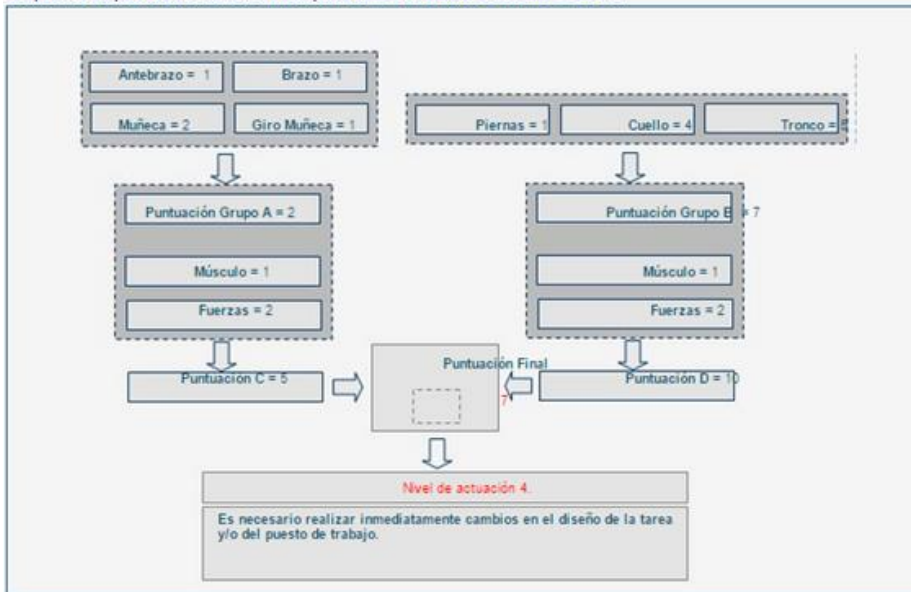 Antebrazo = 1
Brazo = 1
Muñeca = 2
Giro Muñeca = 1
Piernas = 1
Cuello = 4
Tronco =
Puntuación Grupo A = 2
Músculo = 1
Fuerzas = 2
Puntuación C = 5
Puntuación Grupo B = 7
Músculo = 1
Fuerzas = 2
Puntuación D = 10
Puntuación Final
7
Nivel de actuación 4.
Es necesario realizar inmediatamente cambios en el diseño de la tarea
y/o del puesto de trabajo.